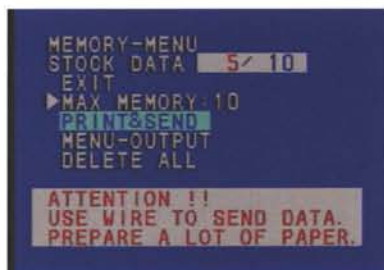 MEMORY-MENU
STOCK DATA 5/ 10
EXIT
▶MAX MEMORY:10
PRINT&SEND
MENU-OUTPUT
DELETE ALL
ATTENTION !!
USE WIRE TO SEND DATA.
PREPARE A LOT OF PAPER.